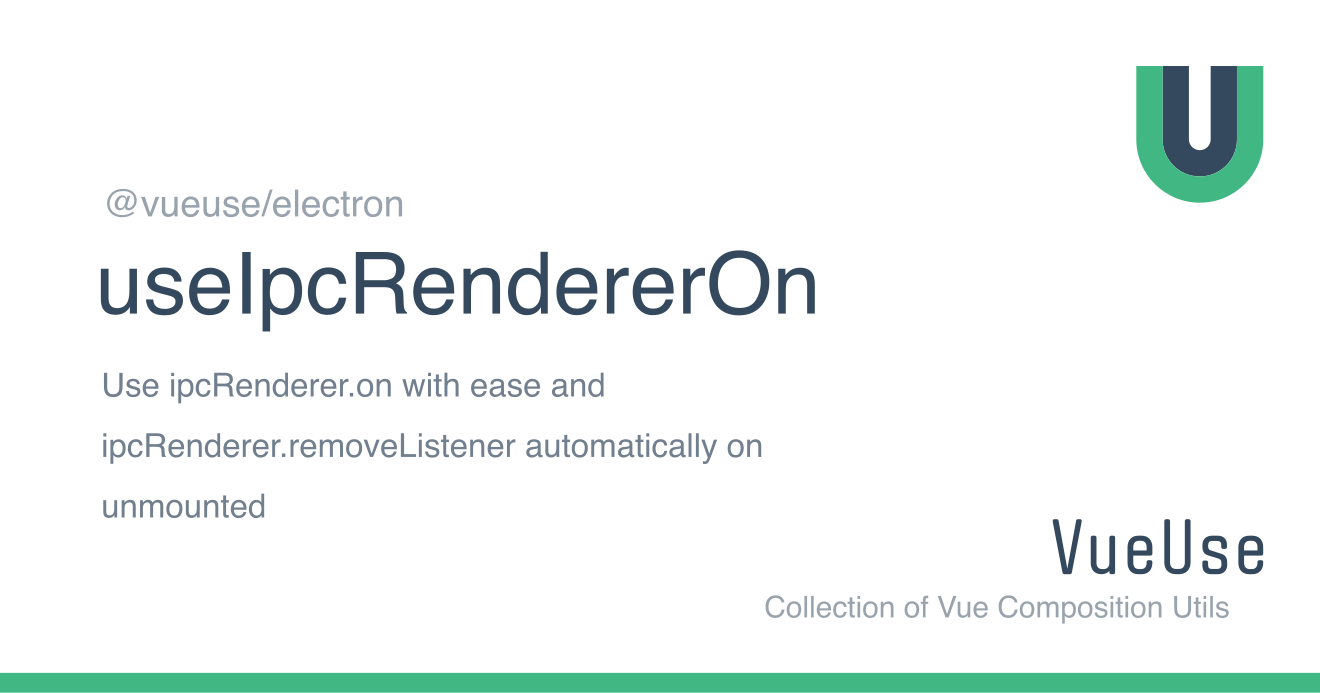 @vueuse/electron
useIpcRendererOn
Use ipcRenderer.on with ease and
ipcRenderer.removeListener automatically on
unmounted
VueUse
Collection of Vue Composition Utils